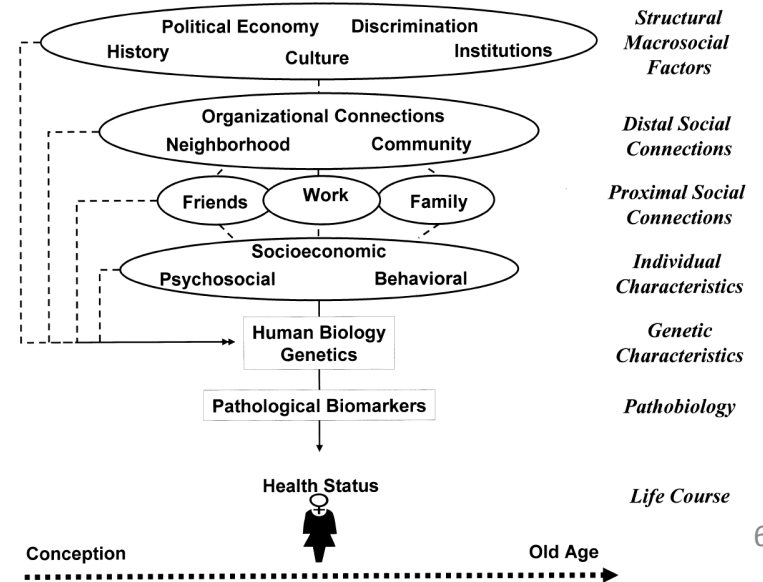 Political Economy Discrimination
History Culture Institutions
Structural
Macrosocial
Factors
Organizational Connections
Neighborhood Community
Distal Social
Connections
Friends Work Family
Proximal Social
Connections
Socioeconomic
Psychosocial Behavioral
Individual
Characteristics
Human Biology
Genetics
Genetic
Characteristics
Pathological Biomarkers
Pathobiology
Health Status
Life Course
6
Conception Old Age